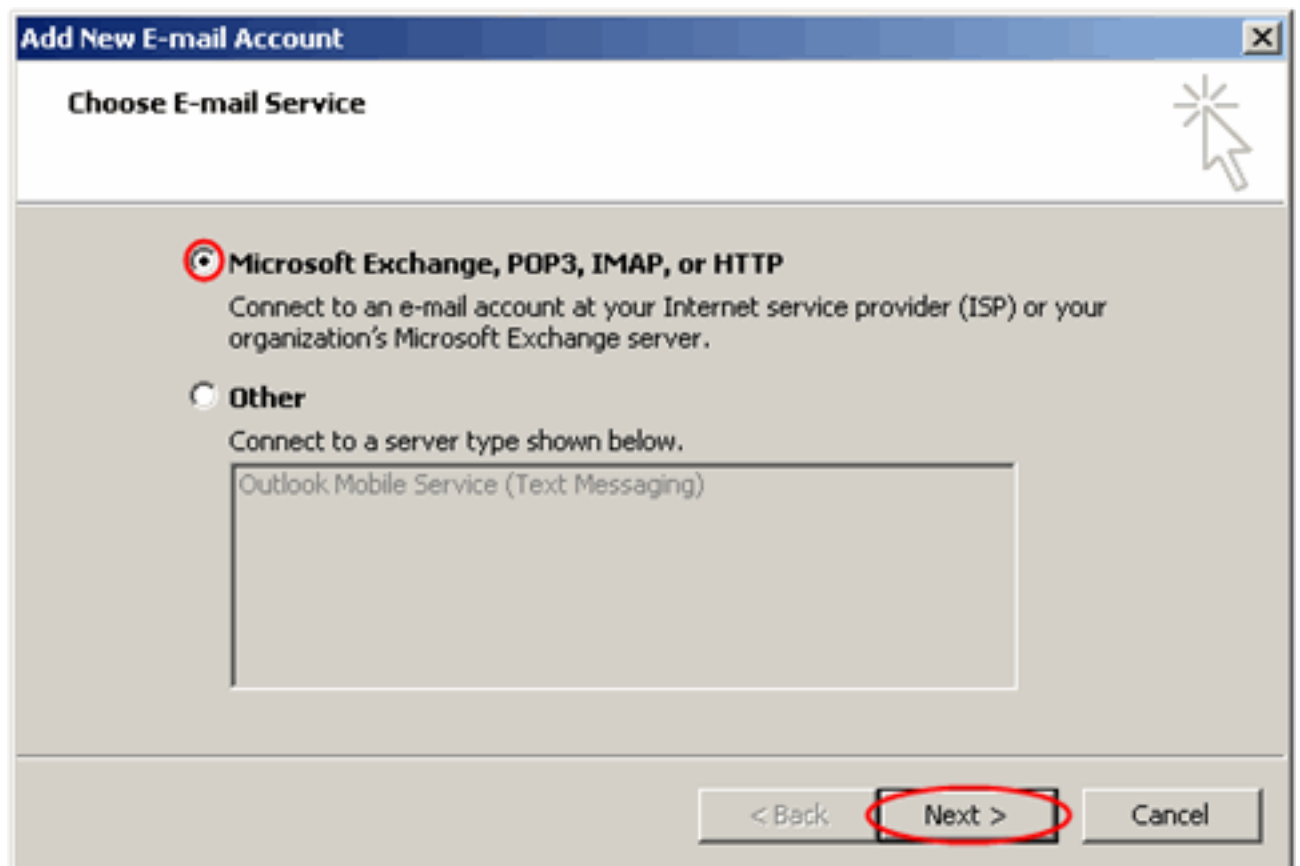 Add New E-mail Account
Choose E-mail Service
Microsoft Exchange, POP3, IMAP, or HTTP
Connect to an e-mail account at your Internet service provider (ISP) or your
organization's Microsoft Exchange server.
Other
Connect to a server type shown below.
Outlook Mobile Service (Text Messaging)
< Back Next > Cancel